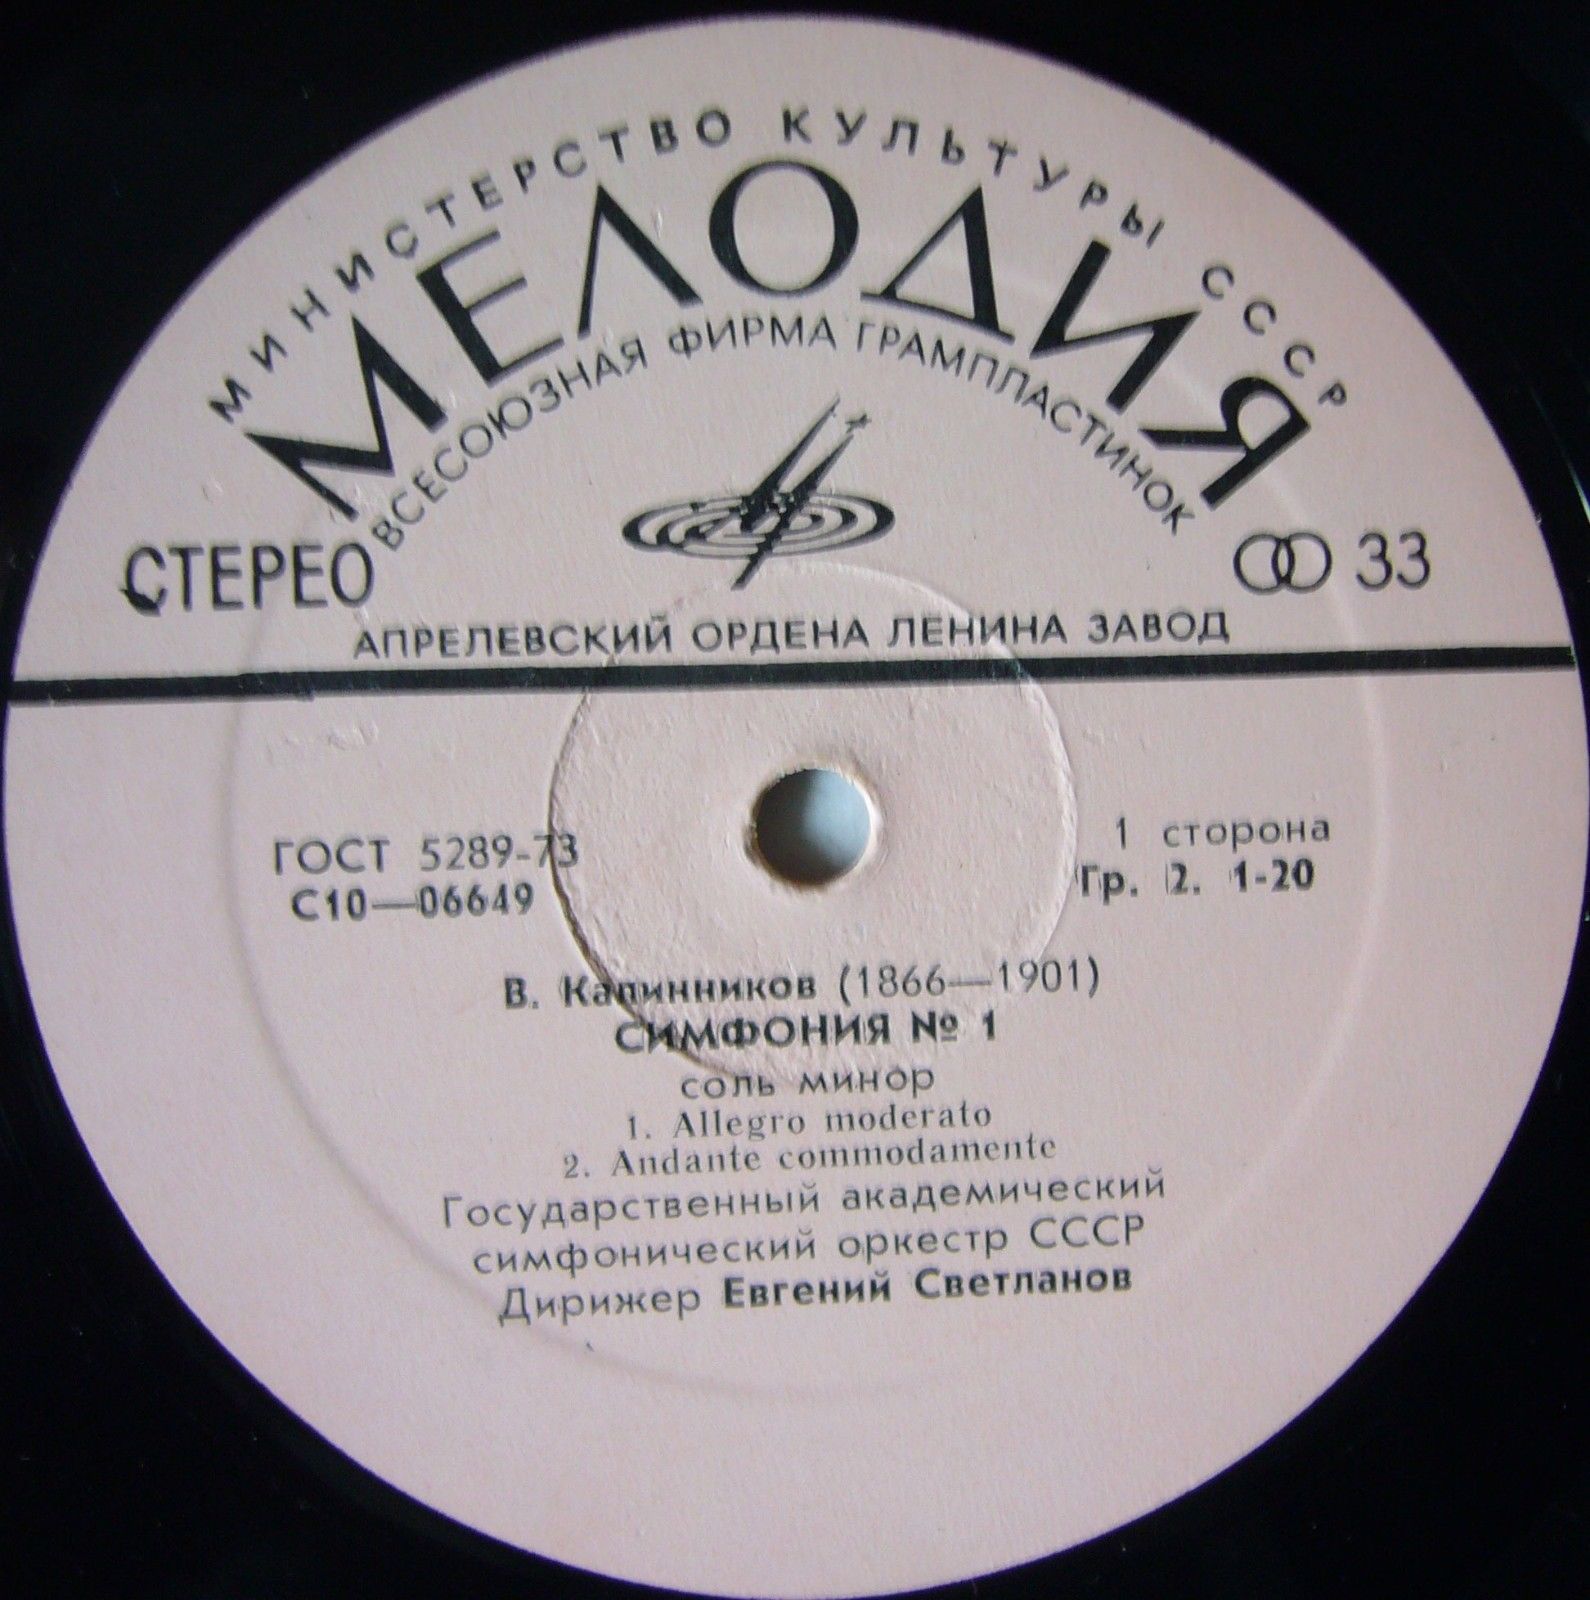 МИНИСТЕРСТВО КУЛЬТУРЫ СССР
МЕЛОДИЯ
ВСЕСОЮЗНАЯ ФИРМА ГРАМПЛАСТИНОК
СТЕРЕО
33
АПРЕЛЕВСКИЙ ОРДЕНА ЛЕНИНА ЗАВОД
ГОСТ 5289-73
С10—06649
1 сторона
Гр. 2. 1-20
В. Калинников (1866—1901)
СИМФОНИЯ № 1
соль минор
1. Allegro moderato
2. Andante commodamente
Государственный академический
симфонический оркестр СССР
Дирижер Евгений Светланов